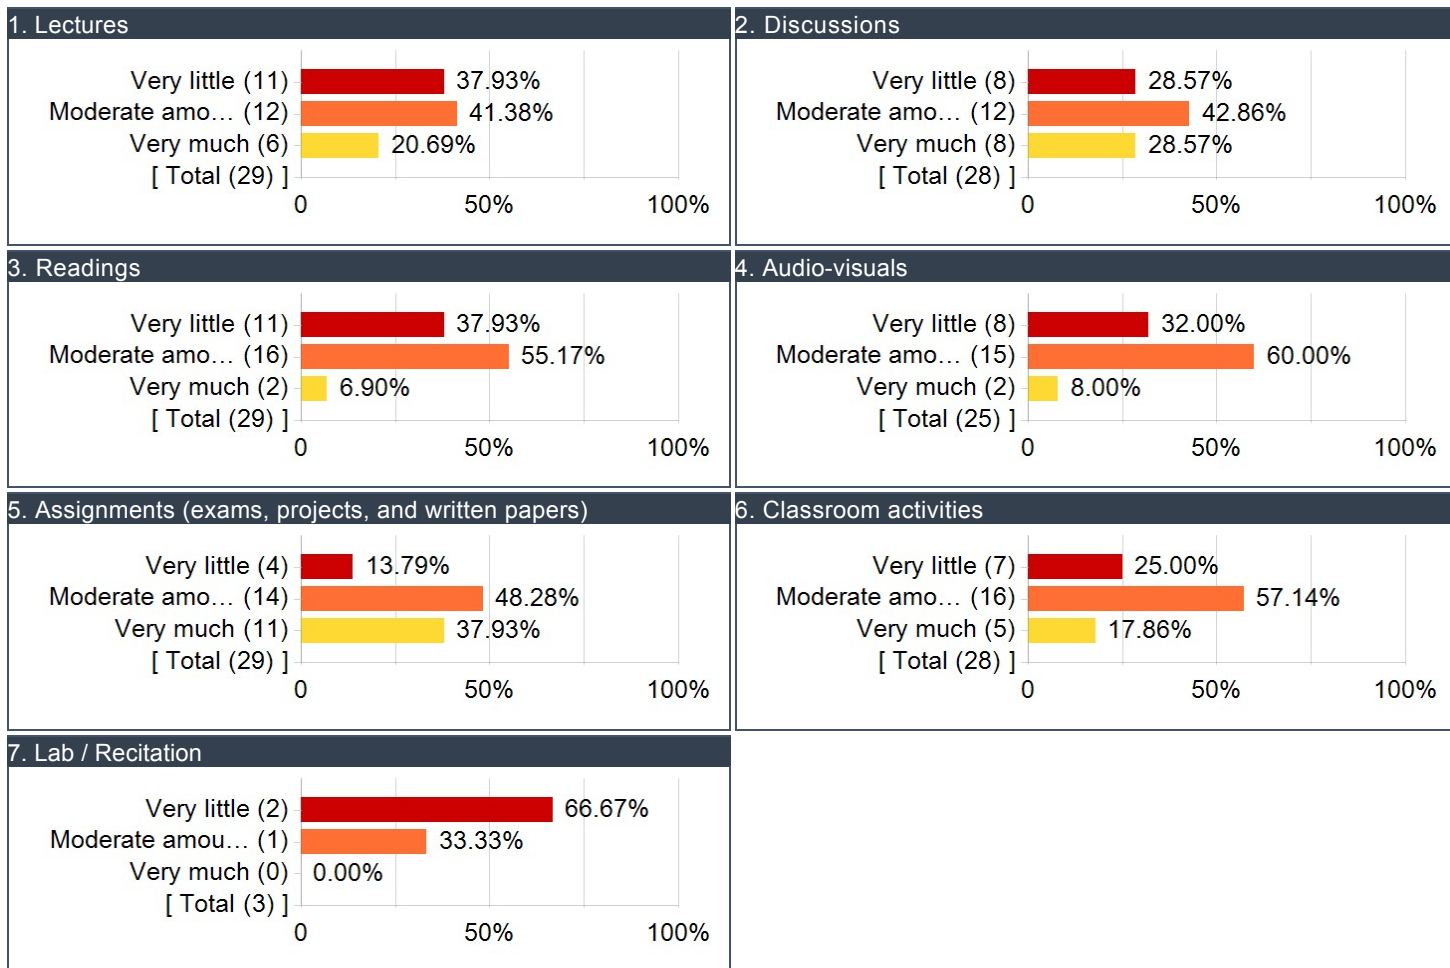 1. Lectures
Very little (11) 37.93%
Moderate amo... (12) 41.38%
Very much (6) 20.69%
[ Total (29) ]
0 50% 100%
2. Discussions
Very little (8) 28.57%
Moderate amo... (12) 42.86%
Very much (8) 28.57%
[ Total (28) ]
0 50% 100%
3. Readings
Very little (11) 37.93%
Moderate amo... (16) 55.17%
Very much (2) 6.90%
[ Total (29) ]
0 50% 100%
4. Audio-visuals
Very little (8) 32.00%
Moderate amo... (15) 60.00%
Very much (2) 8.00%
[ Total (25) ]
0 50% 100%
5. Assignments (exams, projects, and written papers)
Very little (4) 13.79%
Moderate amo... (14) 48.28%
Very much (11) 37.93%
[ Total (29) ]
0 50% 100%
6. Classroom activities
Very little (7) 25.00%
Moderate amo... (16) 57.14%
Very much (5) 17.86%
[ Total (28) ]
0 50% 100%
7. Lab / Recitation
Very little (2) 66.67%
Moderate amou... (1) 33.33%
Very much (0) 0.00%
[ Total (3) ]
0 50% 100%